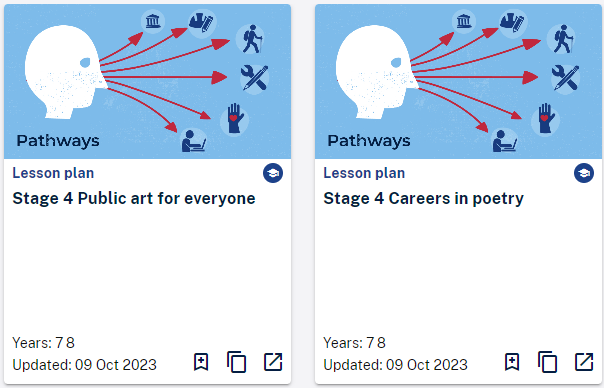 Pathways
Lesson plan
Stage 4 Public art for everyone
Years: 7 8
Updated: 09 Oct 2023
Pathways
Lesson plan
Stage 4 Careers in poetry
Years: 7 8
Updated: 09 Oct 2023